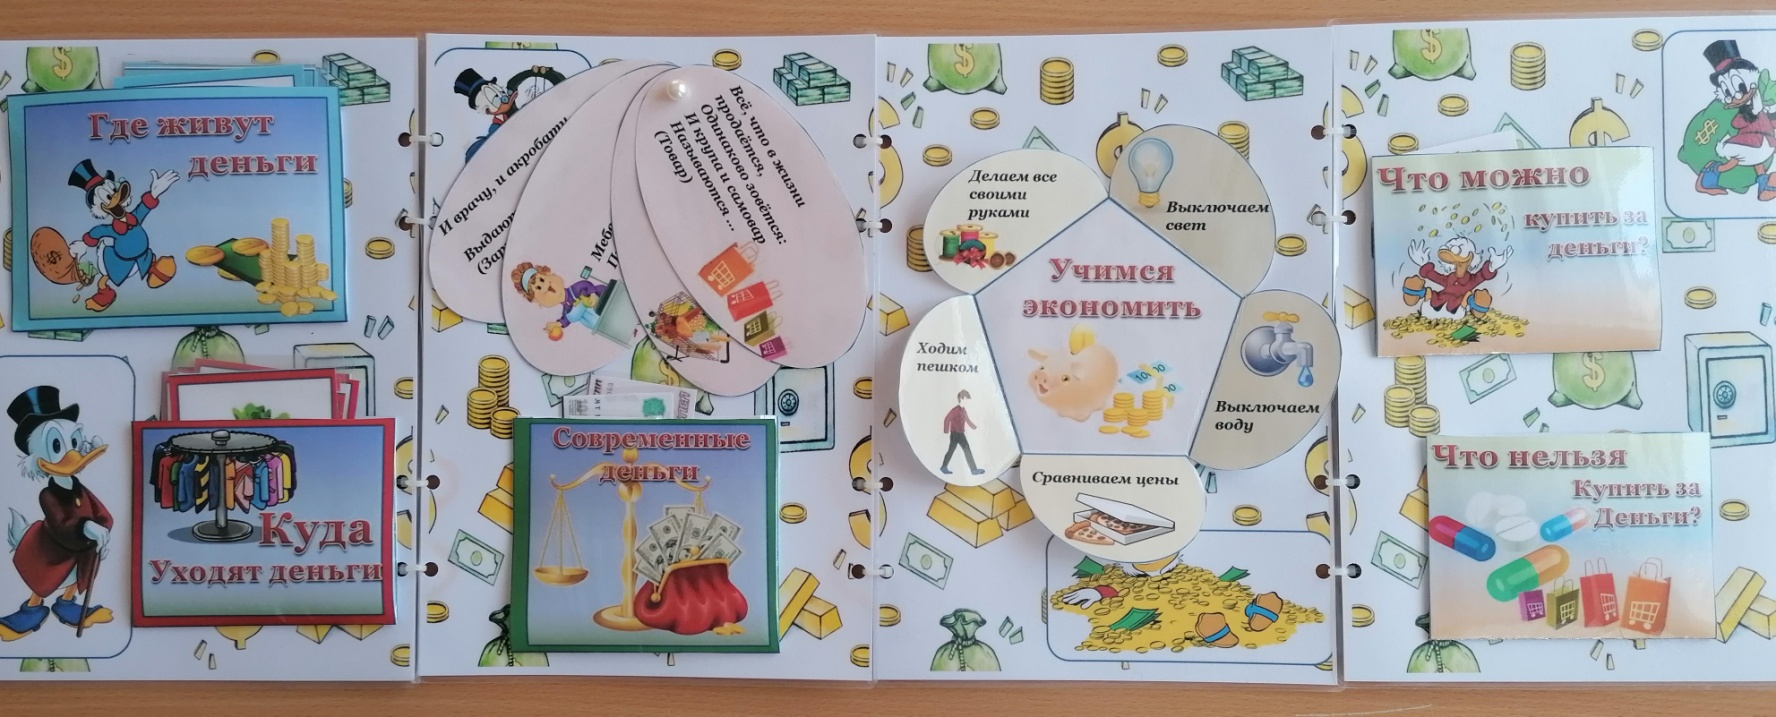 Где живут
деньги
Куда
Уходят деньги
И врачу, и акробату
Выдают
(Зар
Всё, что в жизни
продаётся,
Одинаково зовётся:
И крупа и самовар
Называются...
(Товар)
Современные
деньги
Учимся
экономить
Делаем все
своими
руками
Выключаем
свет
Выключаем
воду
Сравниваем цены
Ходим
пешком
Что можно
купить за
деньги?
Что нельзя
Купить за
Деньги?